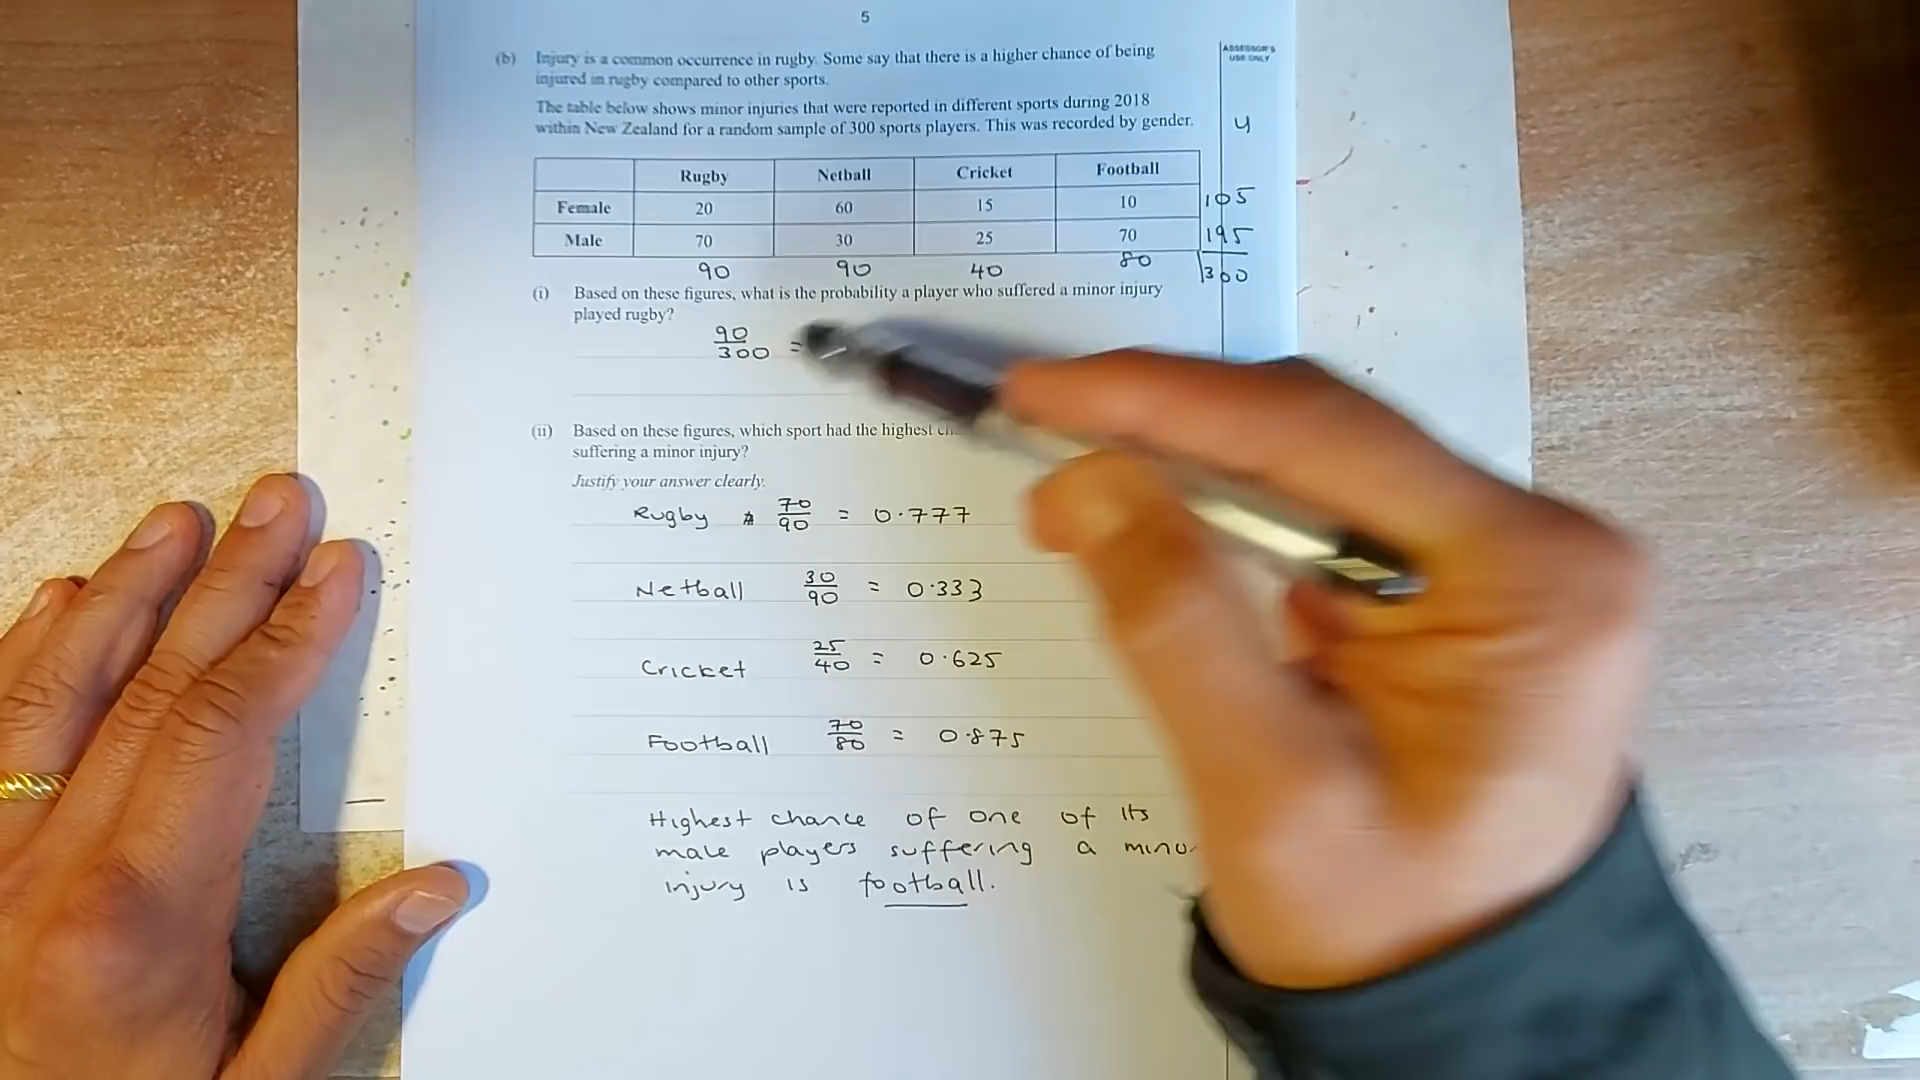 5
(b) Injury is a common occurrence in rugby. Some say that there is a higher chance of being
injured in rugby compared to other sports.
ASSESSOR'S
USE ONLY
The table below shows minor injuries that were reported in different sports during 2018
within New Zealand for a random sample of 300 sports players. This was recorded by gender.
4
Rugby Netball Cricket Football
Female 20 60 15 10 105
Male 70 30 25 70 195
90 90 40 80 300
(i) Based on these figures, what is the probability a player who suffered a minor injury
played rugby?
90/300 =
(ii) Based on these figures, which sport had the highest
suffering a minor injury?
Justify your answer clearly.
Rugby 70/90 = 0.777
Netball 30/90 = 0.333
Cricket 25/40 = 0.625
Football 70/80 = 0.875
Highest chance of one of its
male players suffering a mino
injury is football.